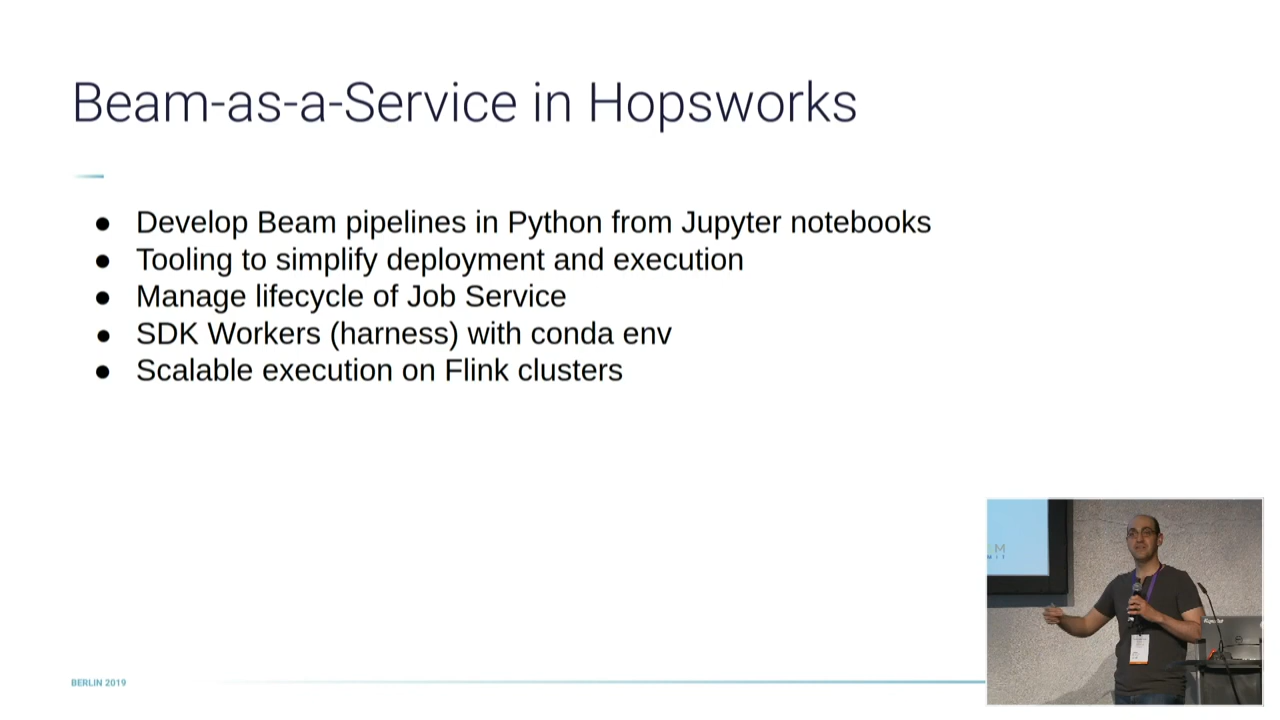 Beam-as-a-Service in Hopsworks
● Develop Beam pipelines in Python from Jupyter notebooks
● Tooling to simplify deployment and execution
● Manage lifecycle of Job Service
● SDK Workers (harness) with conda env
● Scalable execution on Flink clusters
BERLIN 2019